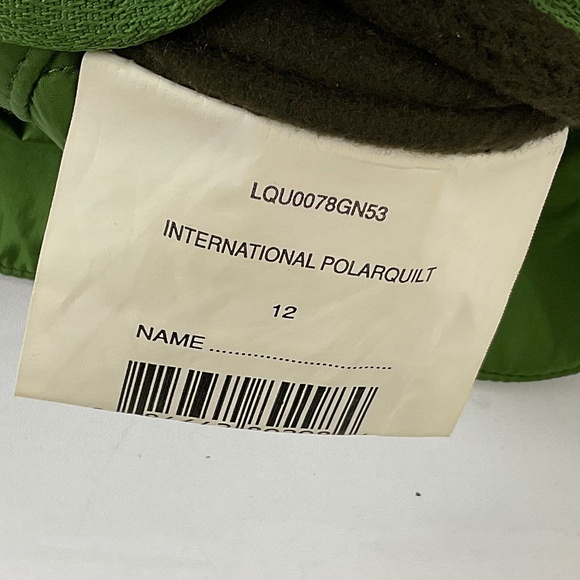 LQU0078GN53
INTERNATIONAL POLARQUILT
12
NAME..............................